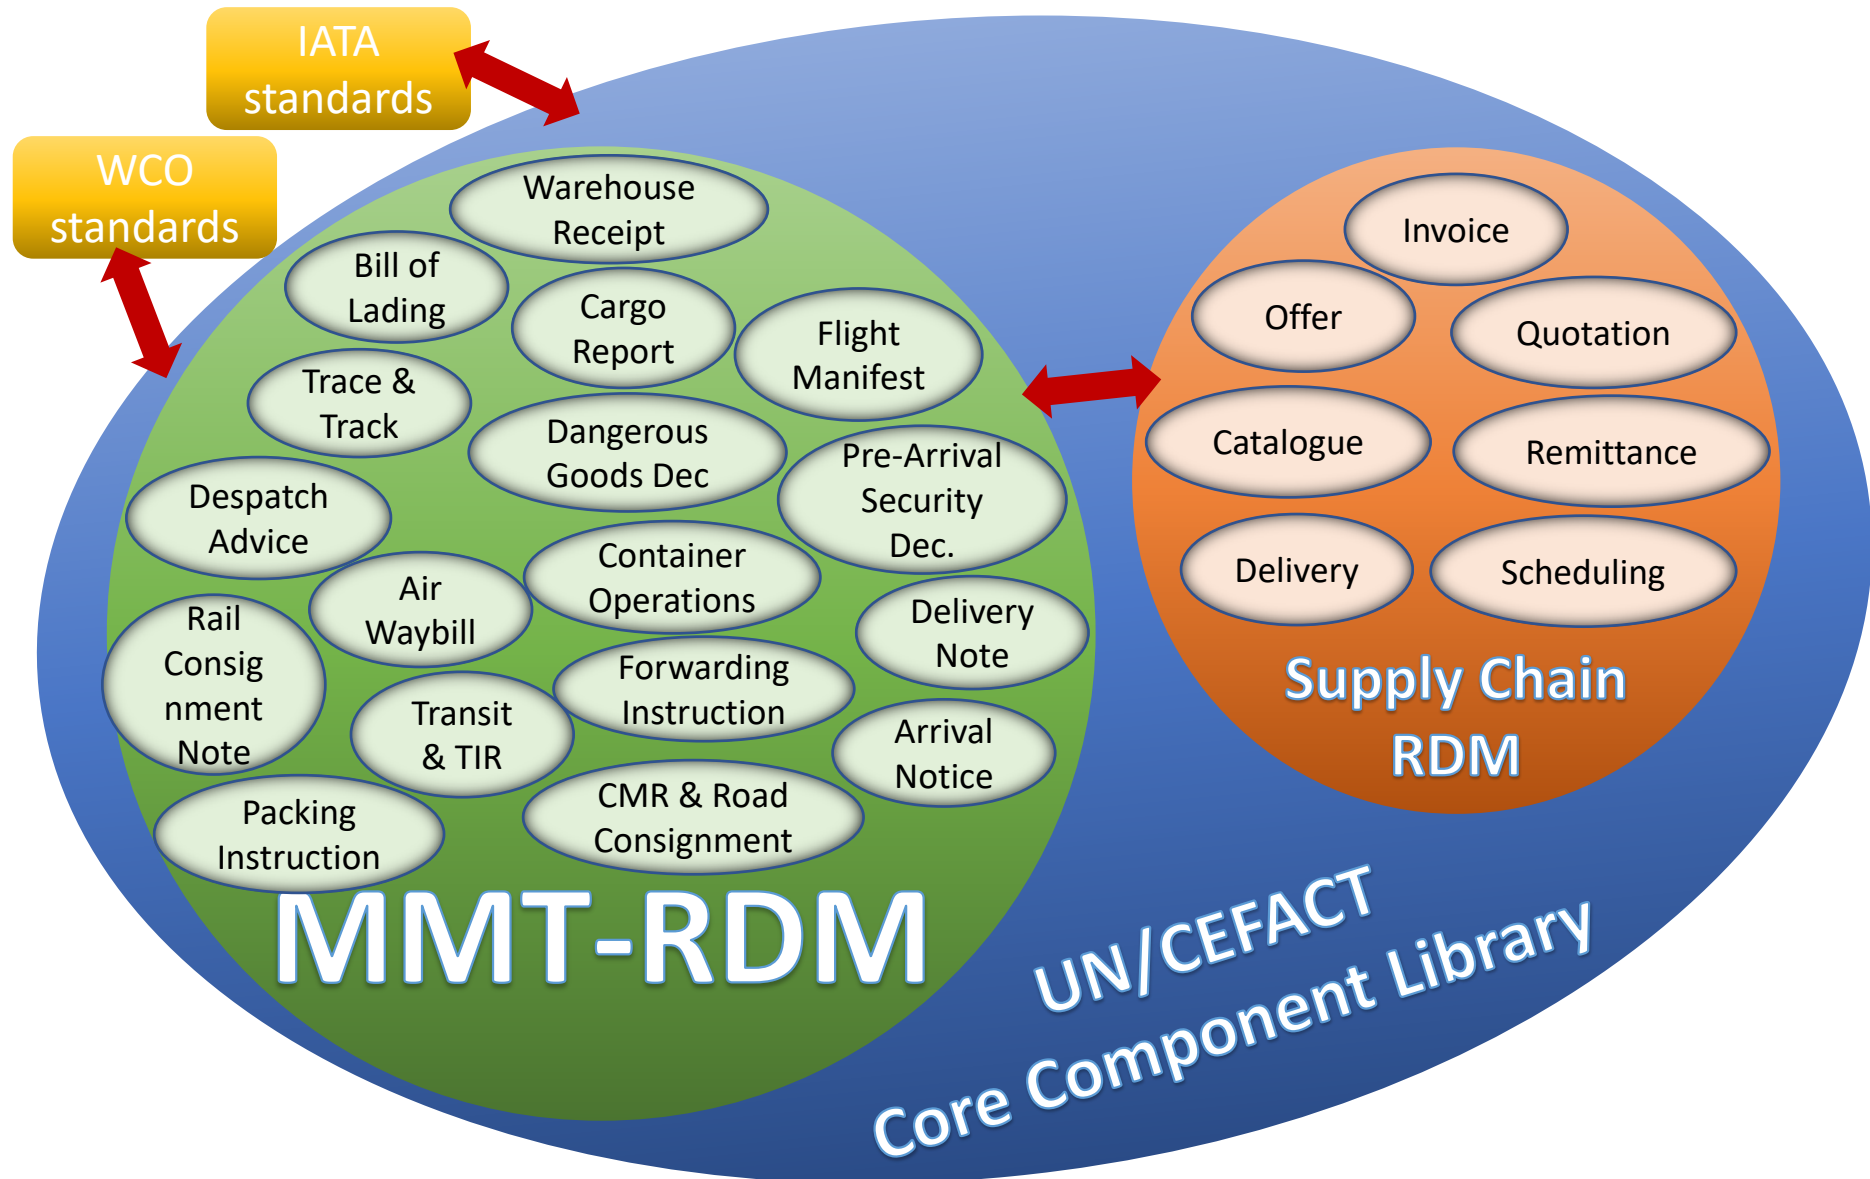 IATA
standards
WCO
standards
Warehouse
Receipt
Bill of
Lading
Cargo
Report
Flight
Manifest
Trace &
Track
Dangerous
Goods Dec
Pre-Arrival
Security
Dec.
Despatch
Advice
Container
Operations
Air
Waybill
Delivery
Note
Rail
Consig
nment
Note
Forwarding
Instruction
Transit
& TIR
Arrival
Notice
Packing
Instruction
CMR & Road
Consignment
MMT-RDM
Invoice
Offer
Quotation
Catalogue
Remittance
Delivery
Scheduling
Supply Chain
RDM
UN/CEFACT
Core Component Library